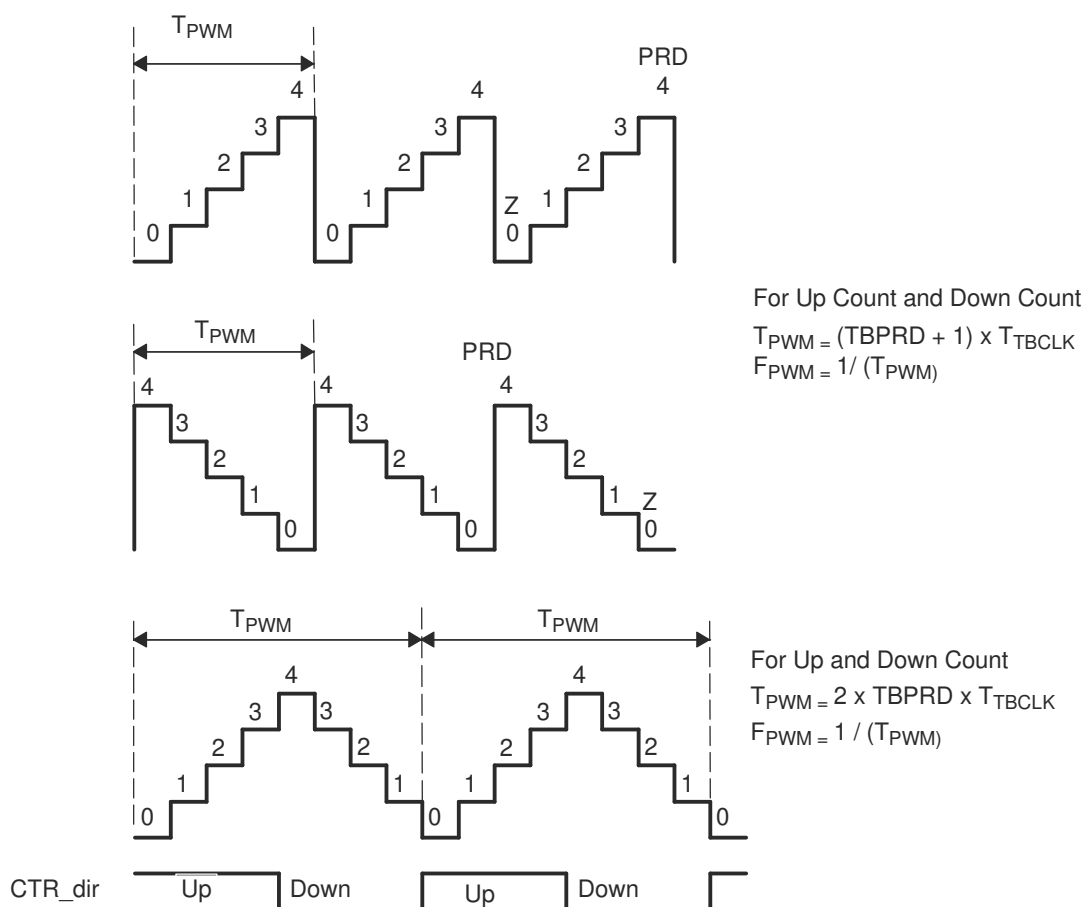 TPWM
PRD
4 4 4
3 3 3
2 2 2
1 1 Z 1
0 0 0
For Up Count and Down Count
TPWM = (TBPRD + 1) x TTBCLK
FPWM = 1/ (TPWM)
TPWM
PRD
4 4 4
3 3 3
2 2 2
1 1 1 Z
0 0 0
TPWM TPWM
For Up and Down Count
TPWM = 2 x TBPRD x TTBCLK
FPWM = 1 / (TPWM)
4 4
3 3 3 3
2 2 2 2
1 1 1 1
0 0 0
CTR_dir Up Down Up Down